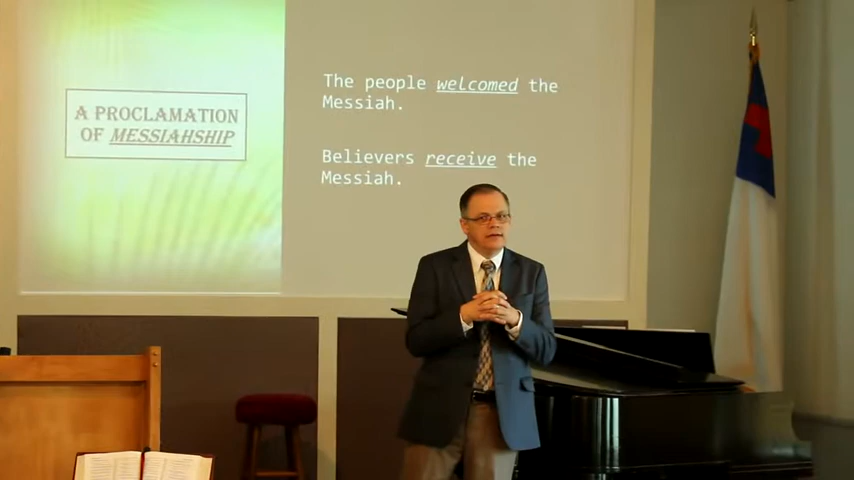 A PROCLAMATION
OF MESSIAHSHIP
The people welcomed the
Messiah.
Believers receive the
Messiah.